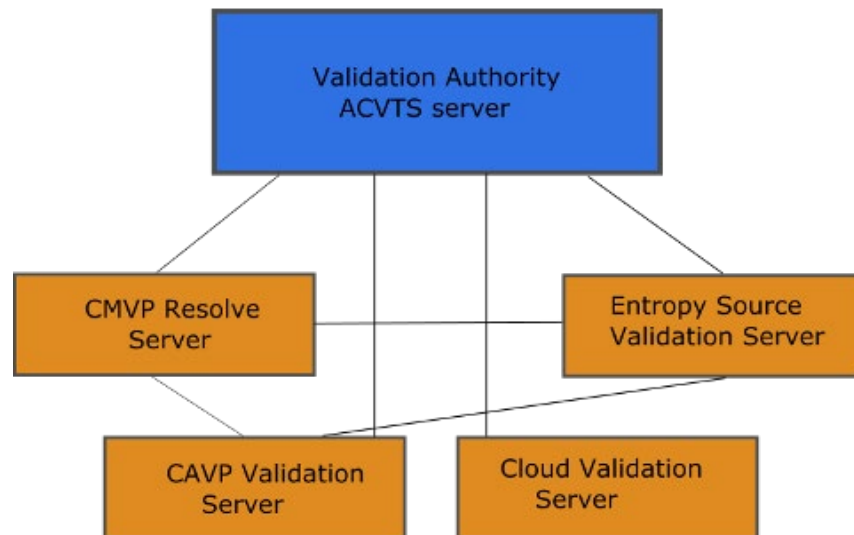 Validation Authority
ACVTS server
CMVP Resolve
Server
Entropy Source
Validation Server
CAVP Validation
Server
Cloud Validation
Server